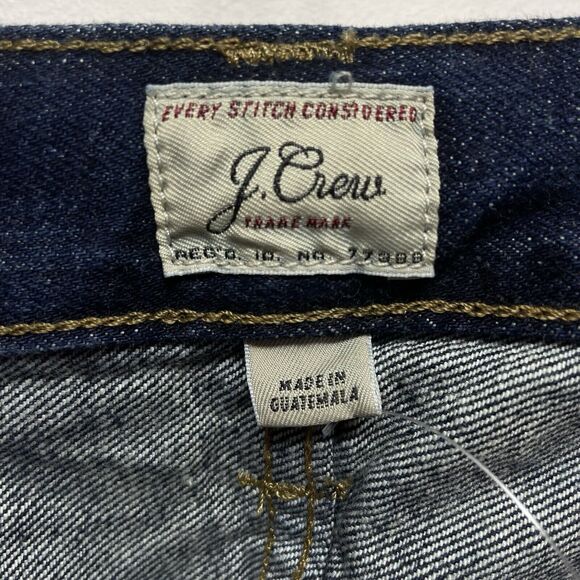 EVERY STITCH CONSIDERED
J.Crew
TRADE MARK
REG'D. ID. NO. 77388
MADE IN
GUATEMALA